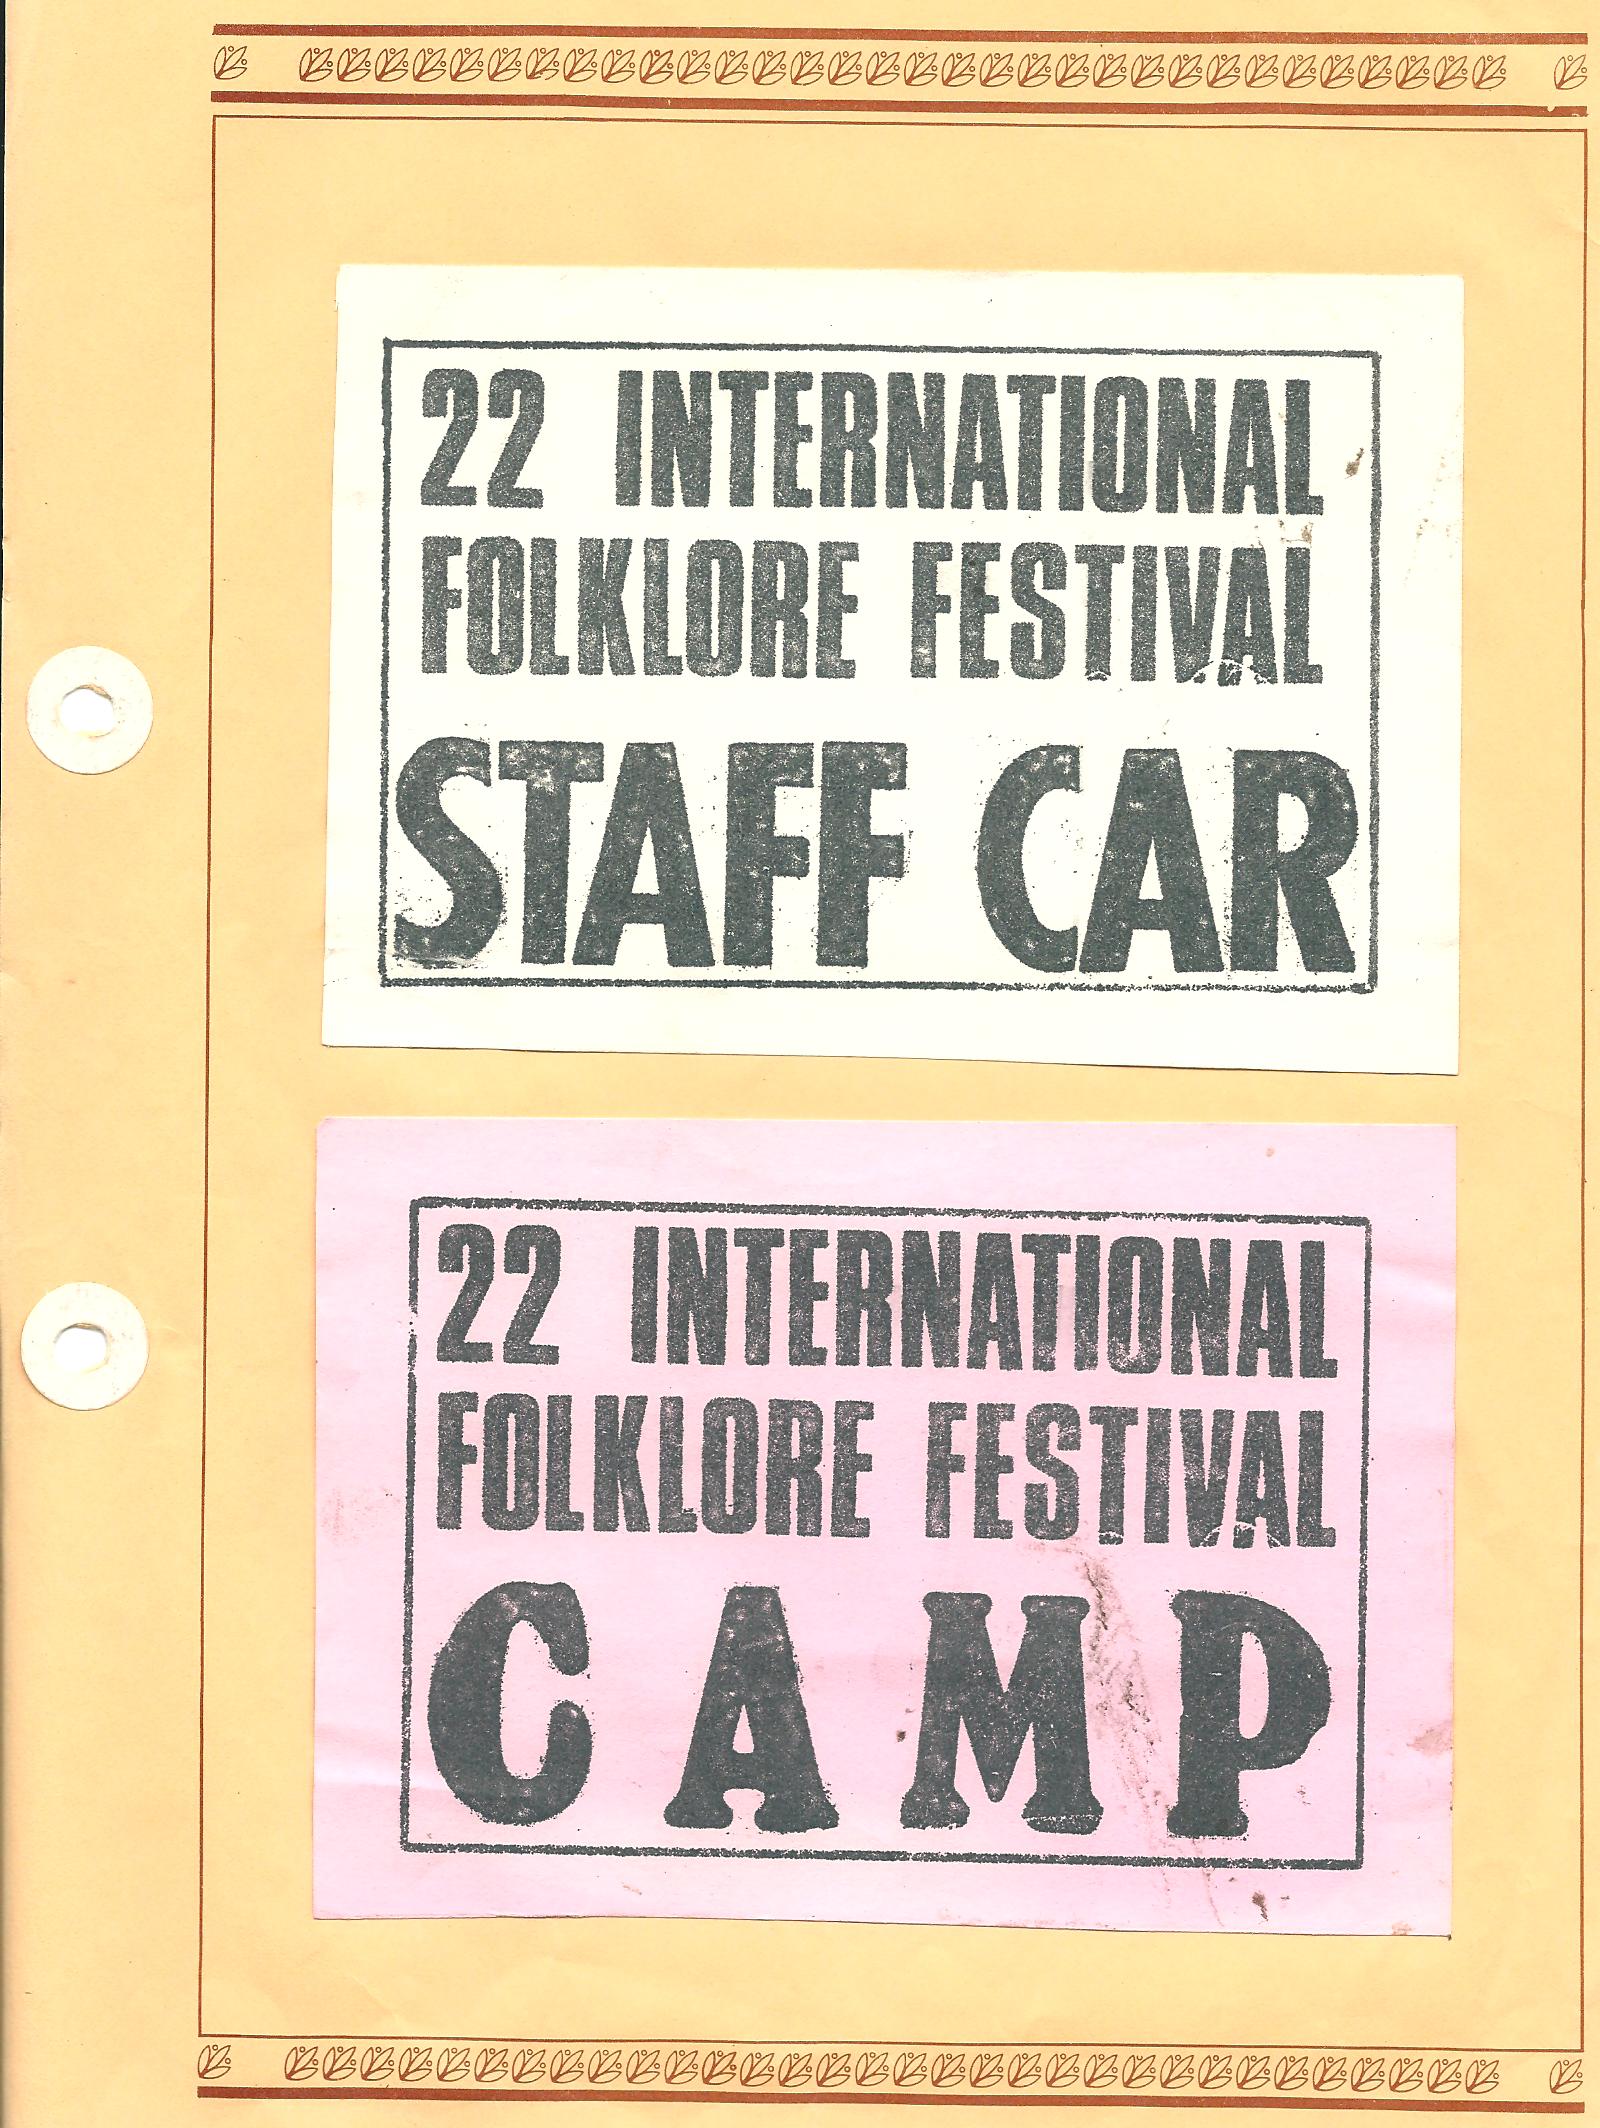 22 INTERNATIONAL
FOLKLORE FESTIVAL
STAFF CAR
22 INTERNATIONAL
FOLKLORE FESTIVAL
CAMP